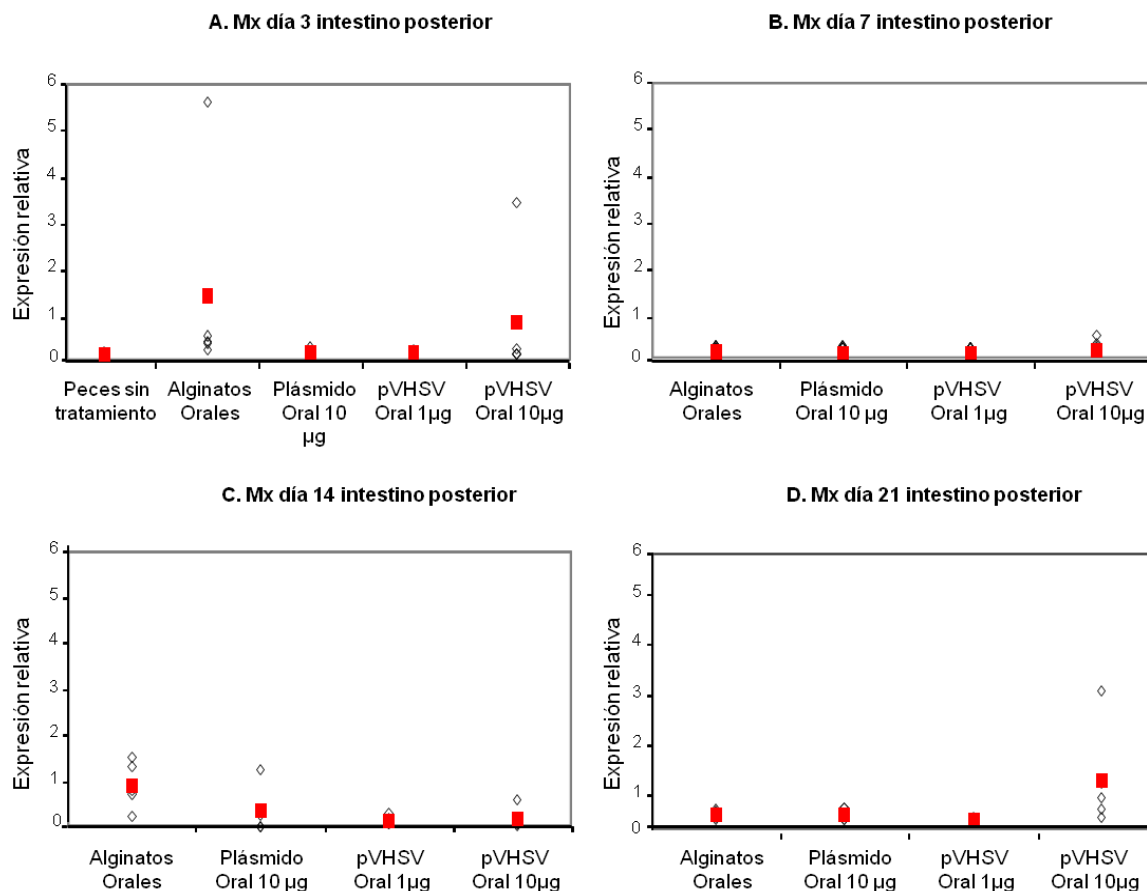 A. Mx día 3 intestino posterior
Expresión relativa
6
5
4
3
2
1
0
Peces sin
tratamiento
Alginatos
Orales
Plásmido
Oral 10
µg
pVHSV
Oral 1µg
pVHSV
Oral 10µg
B. Mx día 7 intestino posterior
Expresión relativa
6
5
4
3
2
1
0
Alginatos
Orales
Plásmido
Oral 10 µg
pVHSV
Oral 1µg
pVHSV
Oral 10µg
C. Mx día 14 intestino posterior
Expresión relativa
6
5
4
3
2
1
0
Alginatos
Orales
Plásmido
Oral 10 µg
pVHSV
Oral 1µg
pVHSV
Oral 10µg
D. Mx día 21 intestino posterior
Expresión relativa
6
5
4
3
2
1
0
Alginatos
Orales
Plásmido
Oral 10 µg
pVHSV
Oral 1µg
pVHSV
Oral 10µg